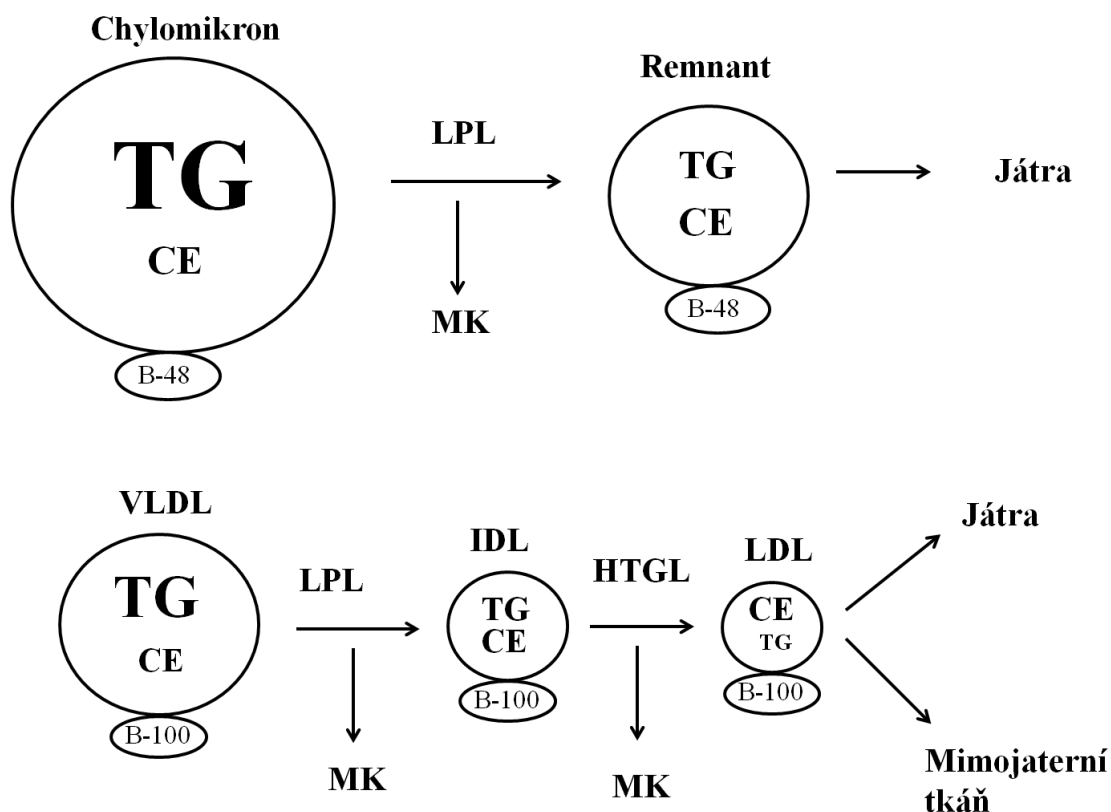 Chylomikron
TG
CE
B-48
LPL
MK
Remnant
TG
CE
B-48
Játra
VLDL
TG
CE
B-100
LPL
MK
IDL
TG
CE
B-100
HTGL
MK
LDL
CE
TG
B-100
Játra
Mimojaterní
tkáň